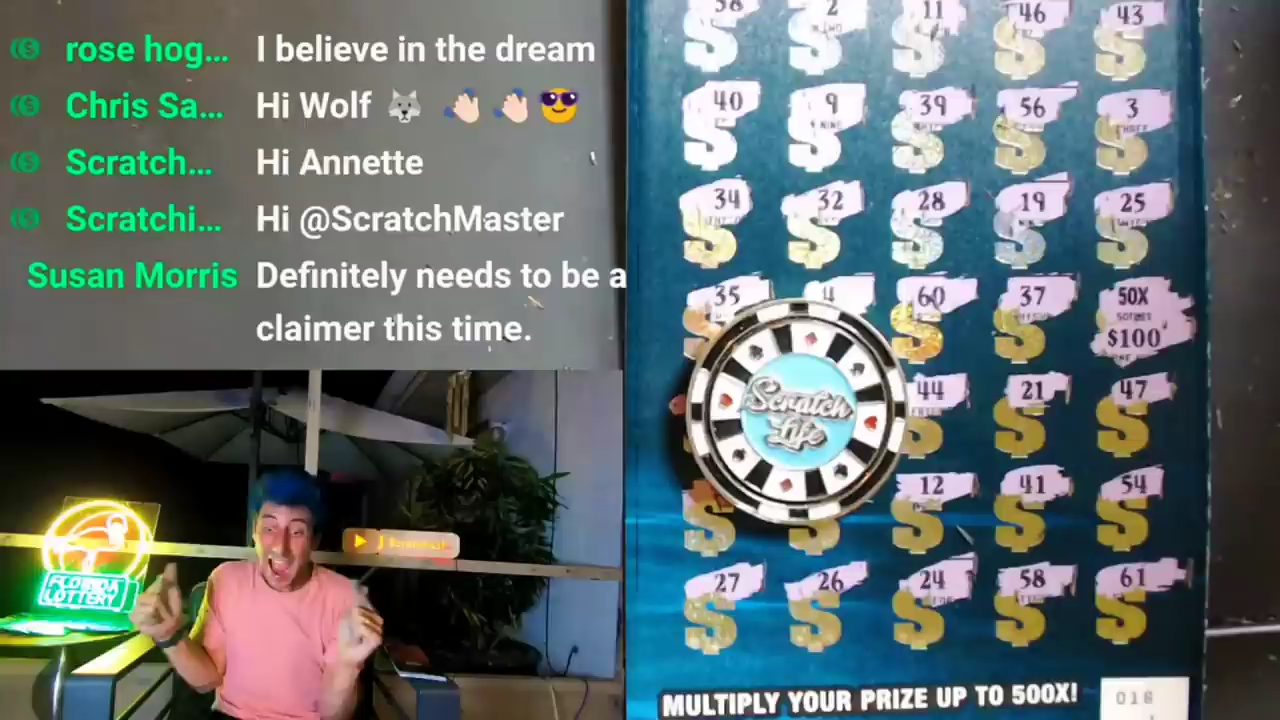 rose hog... I believe in the dream
Chris Sa... Hi Wolf 🐺 👏🏻 👏🏻 😎
Scratch... Hi Annette
Scratchi... Hi @ScratchMaster
Susan Morris Definitely needs to be a
claimer this time.
FLORIDA
LOTTERY
38 2 11 46 43
40 9 39 56 3
NINE THREE
34 32 28 19 25
35 4 60 37 50X
$100
Scratch
Life
44 21 47
12 41 54
27 26 24 58 61
MULTIPLY YOUR PRIZE UP TO 500X!
016